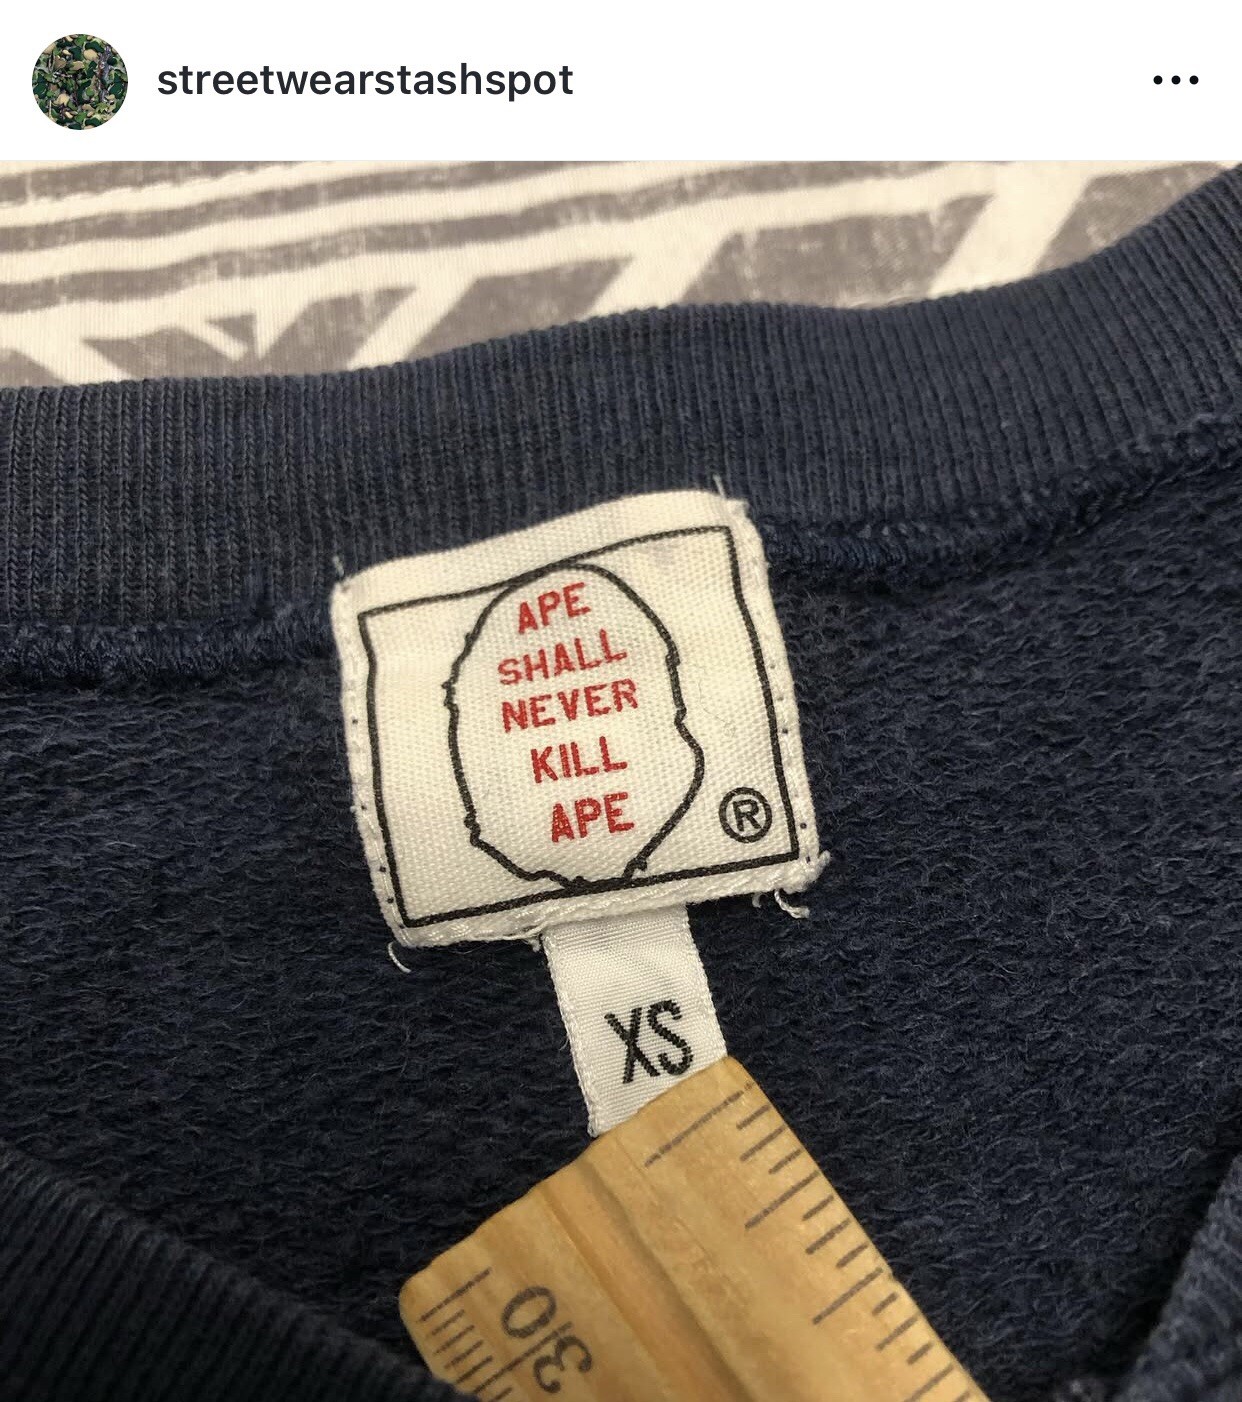 streetwearstashspot
APE
SHALL
NEVER
KILL
APE
®
XS
30